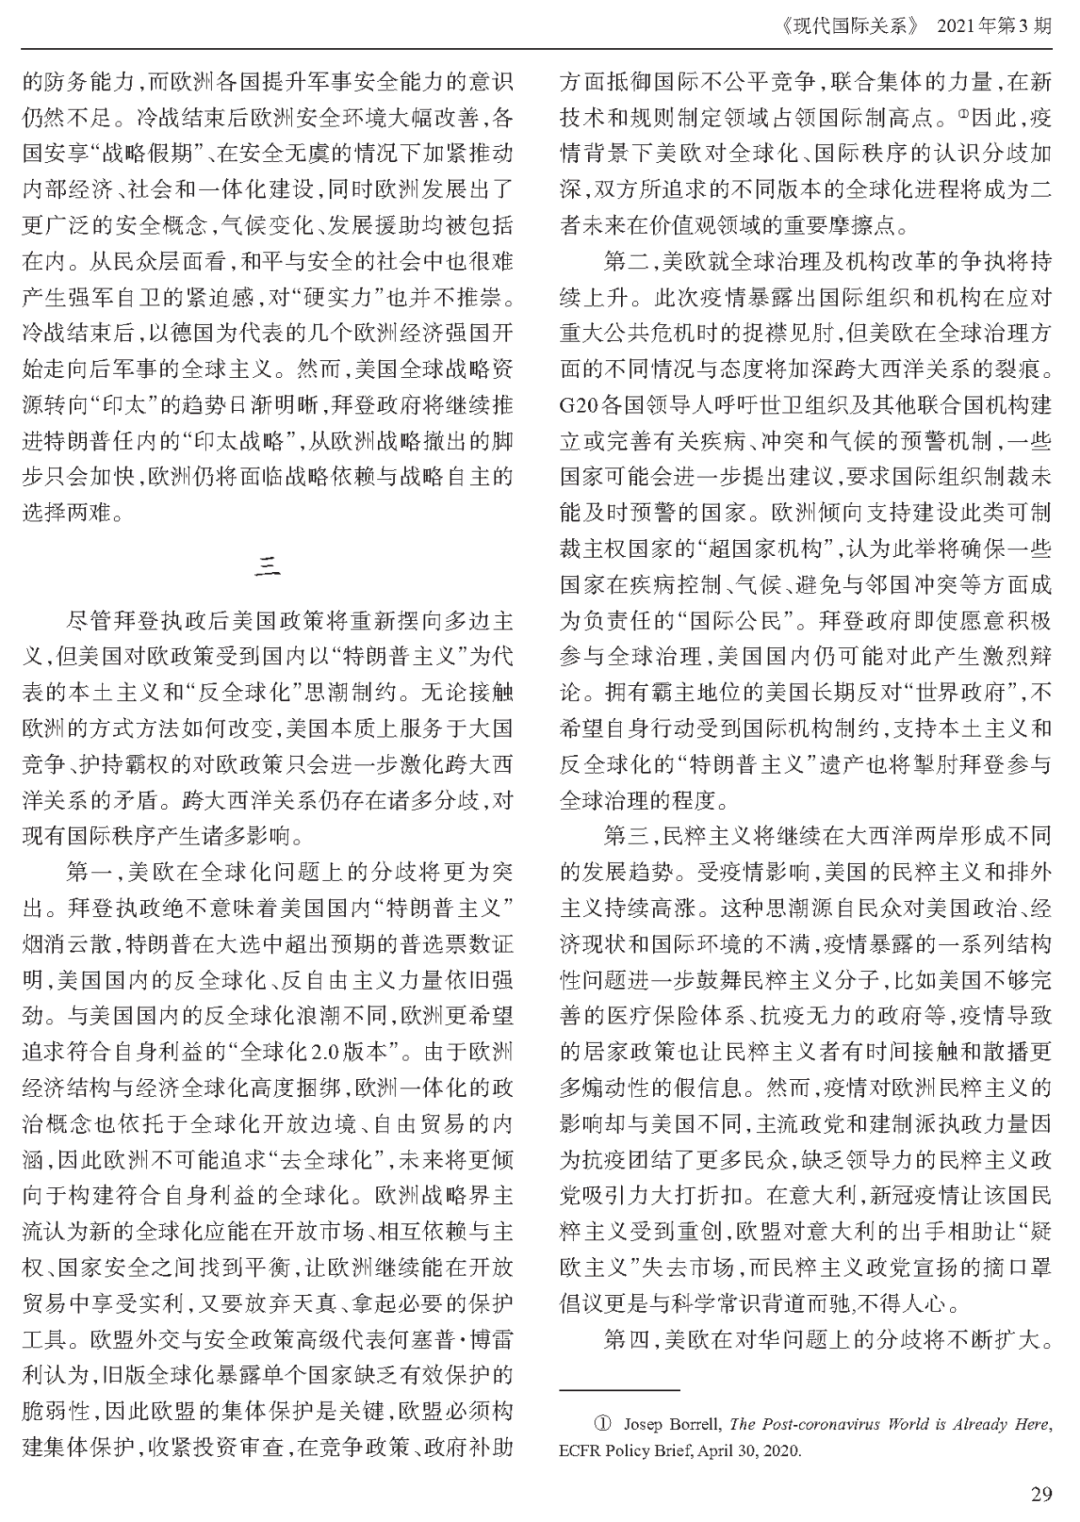 《现代国际关系》 2021年第3期
的防务能力,而欧洲各国提升军事安全能力的意识
仍然不足。冷战结束后欧洲安全环境大幅改善,各
国安享“战略假期”、在安全无虞的情况下加紧推动
内部经济、社会和一体化建设,同时欧洲发展出了
更广泛的安全概念,气候变化、发展援助均被包括
在内。从民众层面看,和平与安全的社会中也很难
产生强军自卫的紧迫感,对“硬实力”也并不推崇。
冷战结束后,以德国为代表的几个欧洲经济强国开
始走向后军事的全球主义。然而,美国全球战略资
源转向“印太”的趋势日渐明晰,拜登政府将继续推
进特朗普任内的“印太战略”,从欧洲战略撤出的脚
步只会加快,欧洲仍将面临战略依赖与战略自主的
选择两难。
三
尽管拜登执政后美国政策将重新摆向多边主
义,但美国对欧政策受到国内以“特朗普主义”为代
表的本土主义和“反全球化”思潮制约。无论接触
欧洲的方式方法如何改变,美国本质上服务于大国
竞争、护持霸权的对欧政策只会进一步激化跨大西
洋关系的矛盾。跨大西洋关系仍存在诸多分歧,对
现有国际秩序产生诸多影响。
第一,美欧在全球化问题上的分歧将更为突
出。拜登执政绝不意味着美国国内“特朗普主义”
烟消云散,特朗普在大选中超出预期的普选票数证
明,美国国内的反全球化、反自由主义力量依旧强
劲。与美国国内的反全球化浪潮不同,欧洲更希望
追求符合自身利益的“全球化2.0版本”。由于欧洲
经济结构与经济全球化高度捆绑,欧洲一体化的政
治概念也依托于全球化开放边境、自由贸易的内
涵,因此欧洲不可能追求“去全球化”,未来将更倾
向于构建符合自身利益的全球化。欧洲战略界主
流认为新的全球化应能在开放市场、相互依赖与主
权、国家安全之间找到平衡,让欧洲继续能在开放
贸易中享受实利,又要放弃天真、拿起必要的保护
工具。欧盟外交与安全政策高级代表何塞普·博雷
利认为,旧版全球化暴露单个国家缺乏有效保护的
脆弱性,因此欧盟的集体保护是关键,欧盟必须构
建集体保护,收紧投资审查,在竞争政策、政府补助
方面抵御国际不公平竞争,联合集体的力量,在新
技术和规则制定领域占领国际制高点。①因此,疫
情背景下美欧对全球化、国际秩序的认识分歧加
深,双方所追求的不同版本的全球化进程将成为二
者未来在价值观领域的重要摩擦点。
第二,美欧就全球治理及机构改革的争执将持
续上升。此次疫情暴露出国际组织和机构在应对
重大公共危机时的捉襟见肘,但美欧在全球治理方
面的不同情况与态度将加深跨大西洋关系的裂痕。
G20各国领导人呼吁世卫组织及其他联合国机构建
立或完善有关疾病、冲突和气候的预警机制,一些
国家可能会进一步提出建议,要求国际组织制裁未
能及时预警的国家。欧洲倾向支持建设此类可制
裁主权国家的“超国家机构”,认为此举将确保一些
国家在疾病控制、气候、避免与邻国冲突等方面成
为负责任的“国际公民”。拜登政府即使愿意积极
参与全球治理,美国国内仍可能对此产生激烈辩
论。拥有霸主地位的美国长期反对“世界政府”,不
希望自身行动受到国际机构制约,支持本土主义和
反全球化的“特朗普主义”遗产也将掣肘拜登参与
全球治理的程度。
第三,民粹主义将继续在大西洋两岸形成不同
的发展趋势。受疫情影响,美国的民粹主义和排外
主义持续高涨。这种思潮源自民众对美国政治、经
济现状和国际环境的不满,疫情暴露的一系列结构
性问题进一步鼓舞民粹主义分子,比如美国不够完
善的医疗保险体系、抗疫无力的政府等,疫情导致
的居家政策也让民粹主义者有时间接触和散播更
多煽动性的假信息。然而,疫情对欧洲民粹主义的
影响却与美国不同,主流政党和建制派执政力量因
为抗疫团结了更多民众,缺乏领导力的民粹主义政
党吸引力大打折扣。在意大利,新冠疫情让该国民
粹主义受到重创,欧盟对意大利的出手相助让“疑
欧主义”失去市场,而民粹主义政党宣扬的摘口罩
倡议更是与科学常识背道而驰,不得人心。
第四,美欧在对华问题上的分歧将不断扩大。
① Josep Borrell, The Post-coronavirus World is Already Here,
ECFR Policy Brief, April 30, 2020.
29